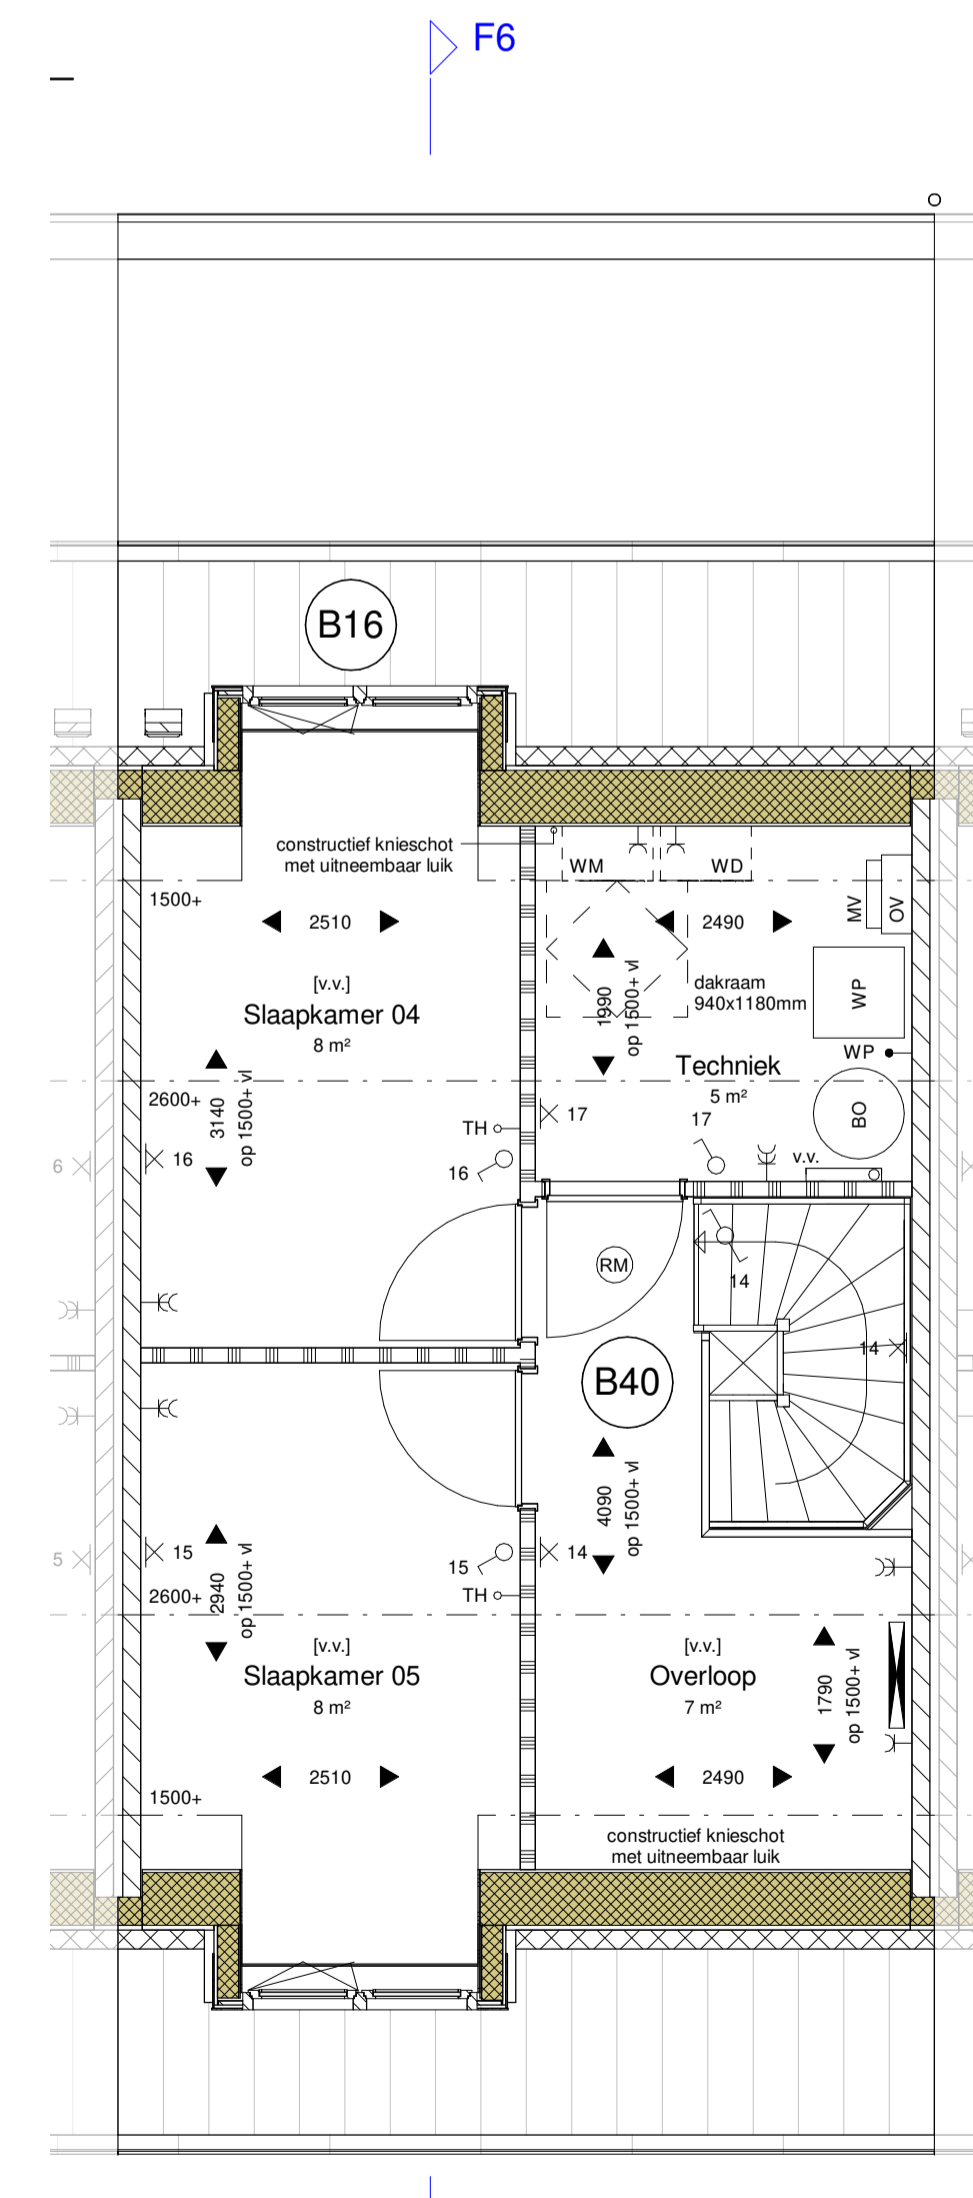 F6
B16
constructief knieschot
met uitneembaar luik
WM
WD
1500+
MV
OV
2510
2490
[v.v.]
Slaapkamer 04
8 m²
1990
op 1500+ vl
dakraam
940x1180mm
WP
WP
Techniek
5 m²
BO
2600+
3140
op 1500+ vl
TH
17
17
6
16
16
v.v.
RM
14
14
B40
4090
op 1500+ vl
5
15
15
14
TH
2600+
2940
op 1500+ vl
[v.v.]
Slaapkamer 05
8 m²
[v.v.]
Overloop
7 m²
1790
op 1500+ vl
2510
2490
1500+
constructief knieschot
met uitneembaar luik